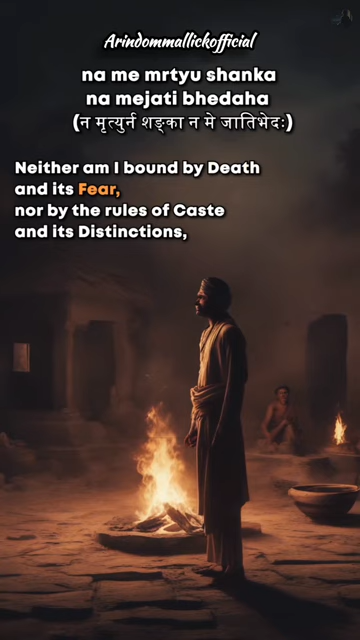 Arindommallickofficial
na me mrtyu shanka
na mejati bhedaha
(न मृत्युर्न शङ्का न मे जातिभेदः)
Neither am I bound by Death
and its Fear,
nor by the rules of Caste
and its Distinctions,